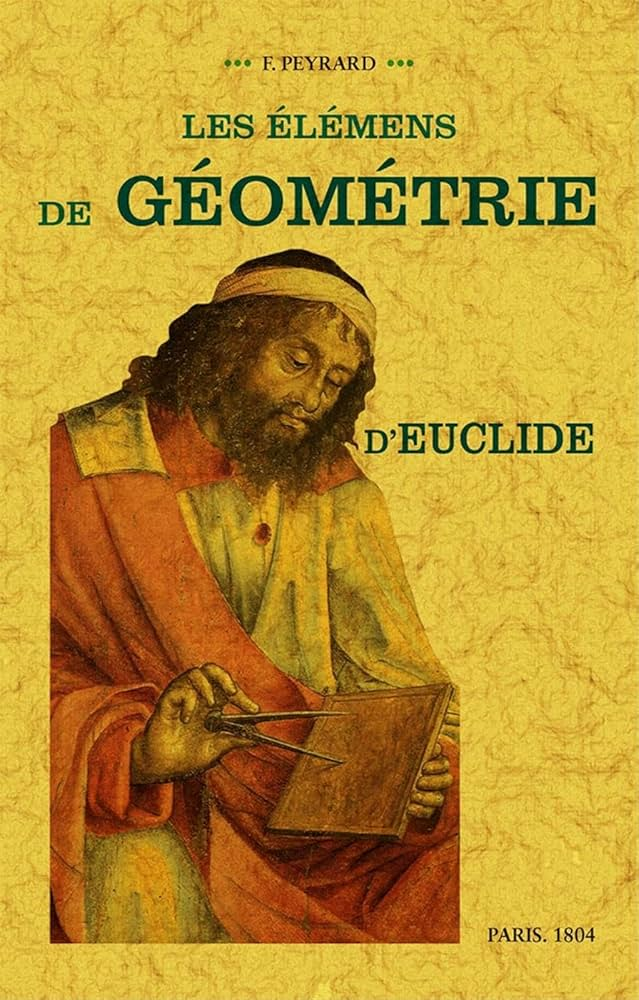 F. PEYRARD
LES ÉLÉMENS
DE GÉOMÉTRIE
D'EUCLIDE
PARIS. 1804